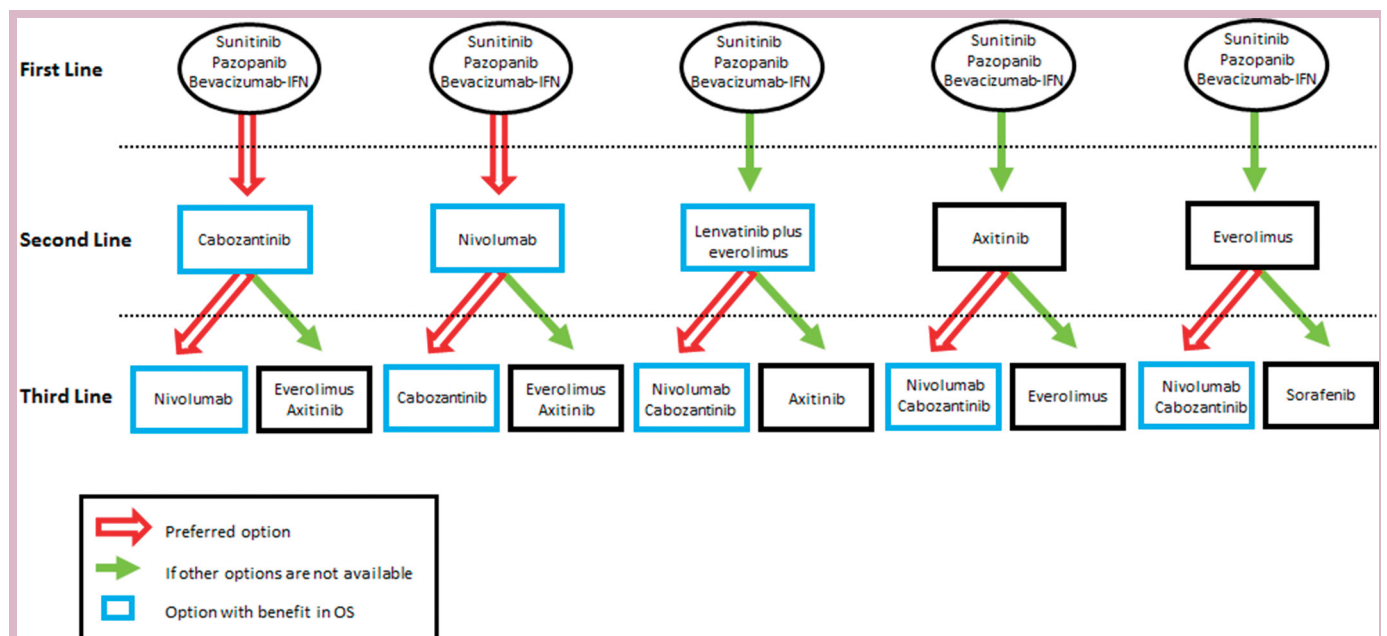 First Line
Sunitinib
Pazopanib
Bevacizumab-IFN
Sunitinib
Pazopanib
Bevacizumab-IFN
Sunitinib
Pazopanib
Bevacizumab-IFN
Sunitinib
Pazopanib
Bevacizumab-IFN
Sunitinib
Pazopanib
Bevacizumab-IFN
Second Line
Cabozantinib
Nivolumab
Lenvatinib plus
everolimus
Axitinib
Everolimus
Third Line
Nivolumab
Everolimus
Axitinib
Cabozantinib
Everolimus
Axitinib
Nivolumab
Cabozantinib
Axitinib
Nivolumab
Cabozantinib
Everolimus
Nivolumab
Cabozantinib
Sorafenib
Preferred option
If other options are not available
Option with benefit in OS